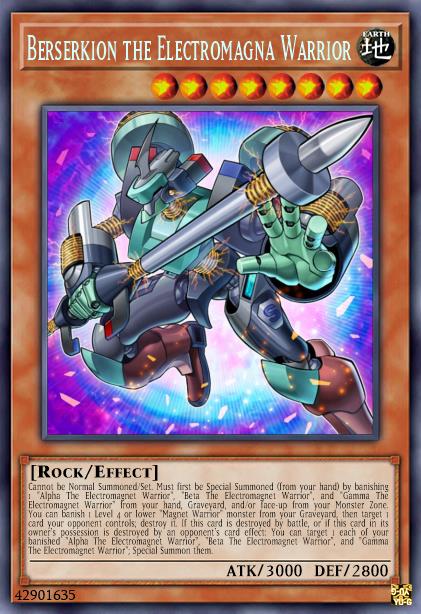 BERSERKION THE ELECTROMAGNA WARRIOR
EARTH
地
[ROCK/EFFECT]
Cannot be Normal Summoned/Set. Must first be Special Summoned (from your hand) by banishing
1 "Alpha The Electromagnet Warrior", "Beta The Electromagnet Warrior", and "Gamma
The Electromagnet Warrior" from your hand, Graveyard, and/or face-up from your Monster Zone.
You can banish 1 Level 4 or lower "Magnet Warrior" monster from your Graveyard, then target 1
card your opponent controls; destroy it. If this card is destroyed by battle, or if this card in its
owner's possession is destroyed by an opponent's card effect: You can target 1 each of your
banished "Alpha The Electromagnet Warrior", "Beta The Electromagnet Warrior", and "Gamma
The Electromagnet Warrior"; Special Summon them.
ATK/3000 DEF/2800
42901635